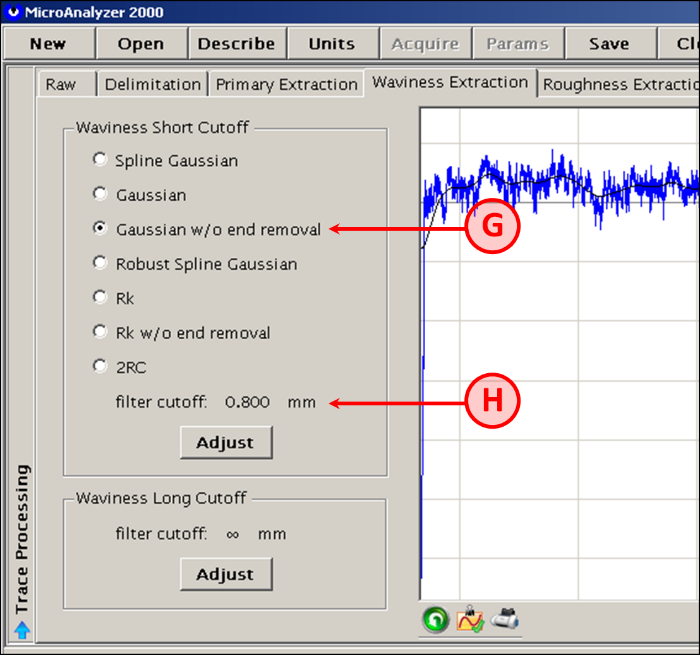 MicroAnalyzer 2000
New Open Describe Units Acquire Params Save
Raw Delimitation Primary Extraction Waviness Extraction Roughness Extractio
Waviness Short Cutoff
Spline Gaussian
Gaussian
Gaussian w/o end removal
G
Robust Spline Gaussian
Rk
Rk w/o end removal
2RC
filter cutoff: 0.800 mm
H
Adjust
Waviness Long Cutoff
filter cutoff: ∞ mm
Adjust
Trace Processing